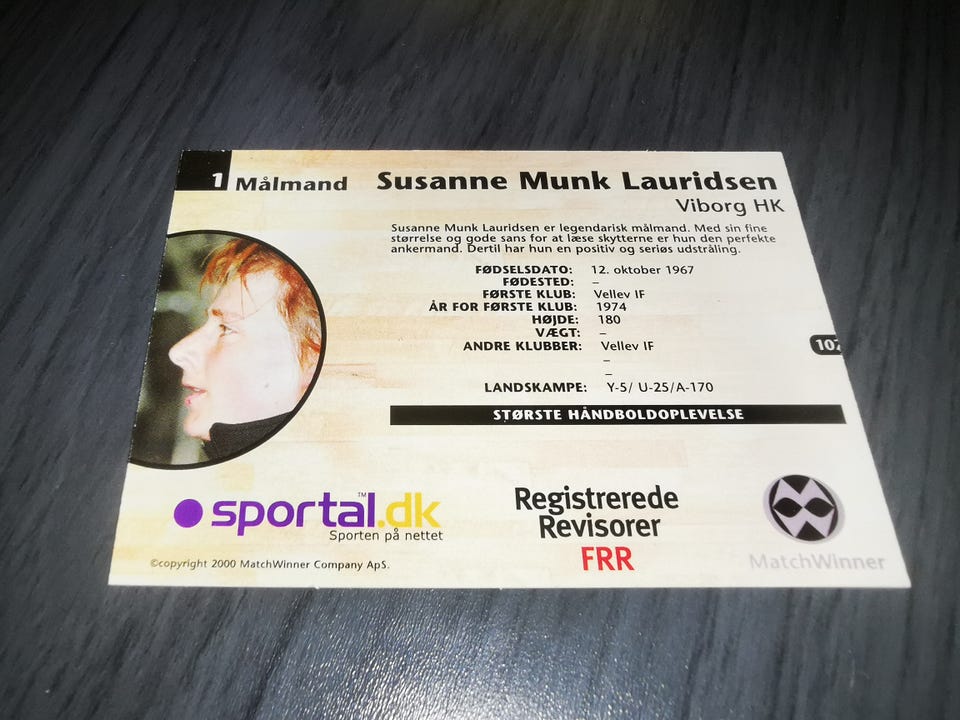 1 Målmand Susanne Munk Lauridsen
Viborg HK
Susanne Munk Lauridsen er legendarisk målmand. Med sin fine
størrelse og gode sans for at læse skytterne er hun den perfekte
ankermand. Dertil har hun en positiv og seriøs udstråling.
FØDSELSDATO: 12. oktober 1967
FØDESTED: –
FØRSTE KLUB: Vellev IF
ÅR FOR FØRSTE KLUB: 1974
HØJDE: 180
VÆGT: –
ANDRE KLUBBER: Vellev IF
–
–
LANDSKAMPE: Y-5/ U-25/A-170
102
STØRSTE HÅNDBOLDOPLEVELSE
sportal.dk™
Sporten på nettet
Registrerede
Revisorer
FRR
MatchWinner
©copyright 2000 MatchWinner Company ApS.